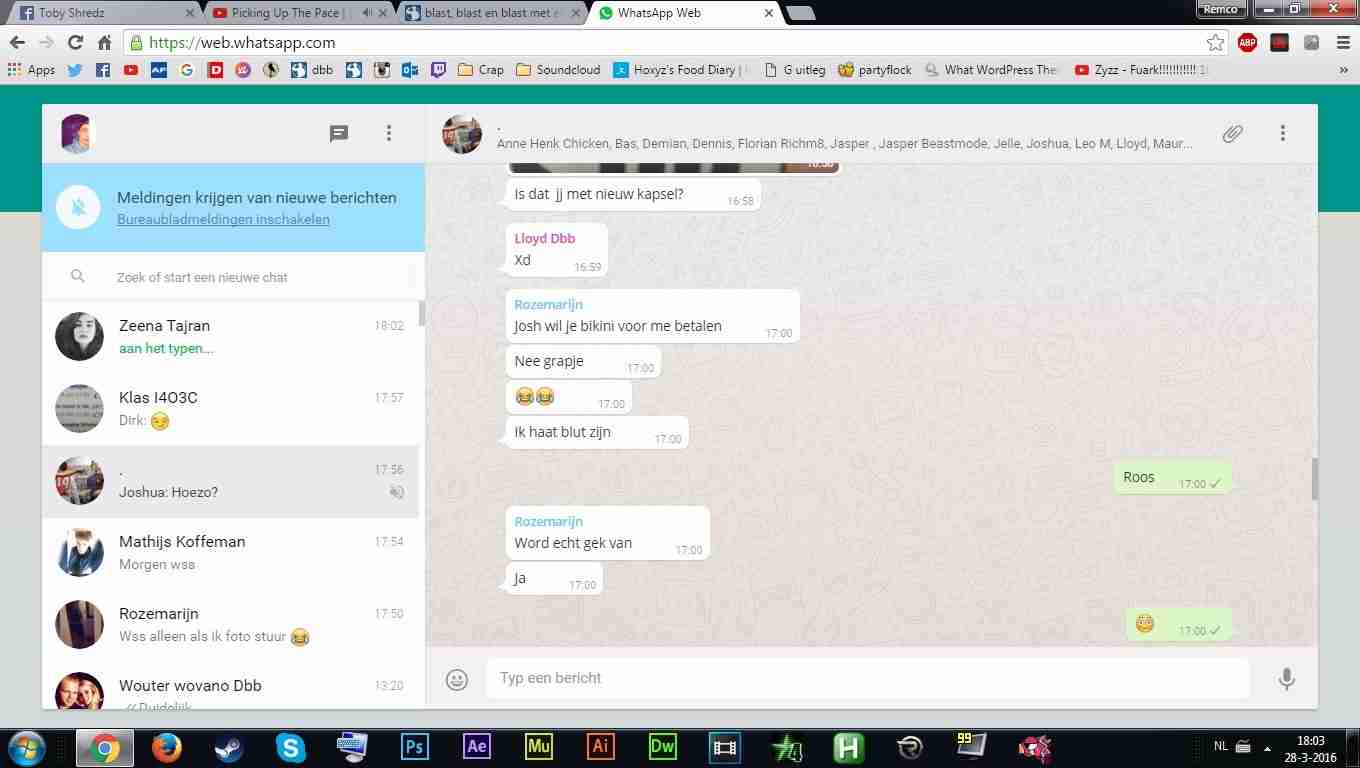 Toby Shredz
Picking Up The Pace |
blast, blast en blast met e
WhatsApp Web
Remco
https://web.whatsapp.com
ABP
Apps
dbb
Crap
Soundcloud
Hoxyz's Food Diary |
G uitleg
partyflock
What WordPress The
Zyzz - Fuark!!!!!!!!!!!
»
.
Anne Henk Chicken, Bas, Demian, Dennis, Florian Richm8, Jasper , Jasper Beastmode, Jelle, Joshua, Leo M, Lloyd, Maur...
Meldingen krijgen van nieuwe berichten
Bureaubladmeldingen inschakelen
Zoek of start een nieuwe chat
Zeena Tajran 18:02
aan het typen...
Klas I4O3C 17:57
Dirk: 😏
. 17:56
Joshua: Hoezo?
Mathijs Koffeman 17:54
Morgen wss
Rozemarijn 17:50
Wss alleen als ik foto stuur 😂
Wouter wovano Dbb 13:20
Duidelijk
16:58
Is dat jj met nieuw kapsel? 16:58
Lloyd Dbb
Xd 16:59
Rozemarijn
Josh wil je bikini voor me betalen 17:00
Nee grapje 17:00
😂😂 17:00
Ik haat blut zijn 17:00
Roos 17:00 ✓
Rozemarijn
Word echt gek van 17:00
Ja 17:00
😳 17:00 ✓
Typ een bericht
Ps
Ae
Mu
Ai
Dw
H
99
NL
18:03
28-3-2016